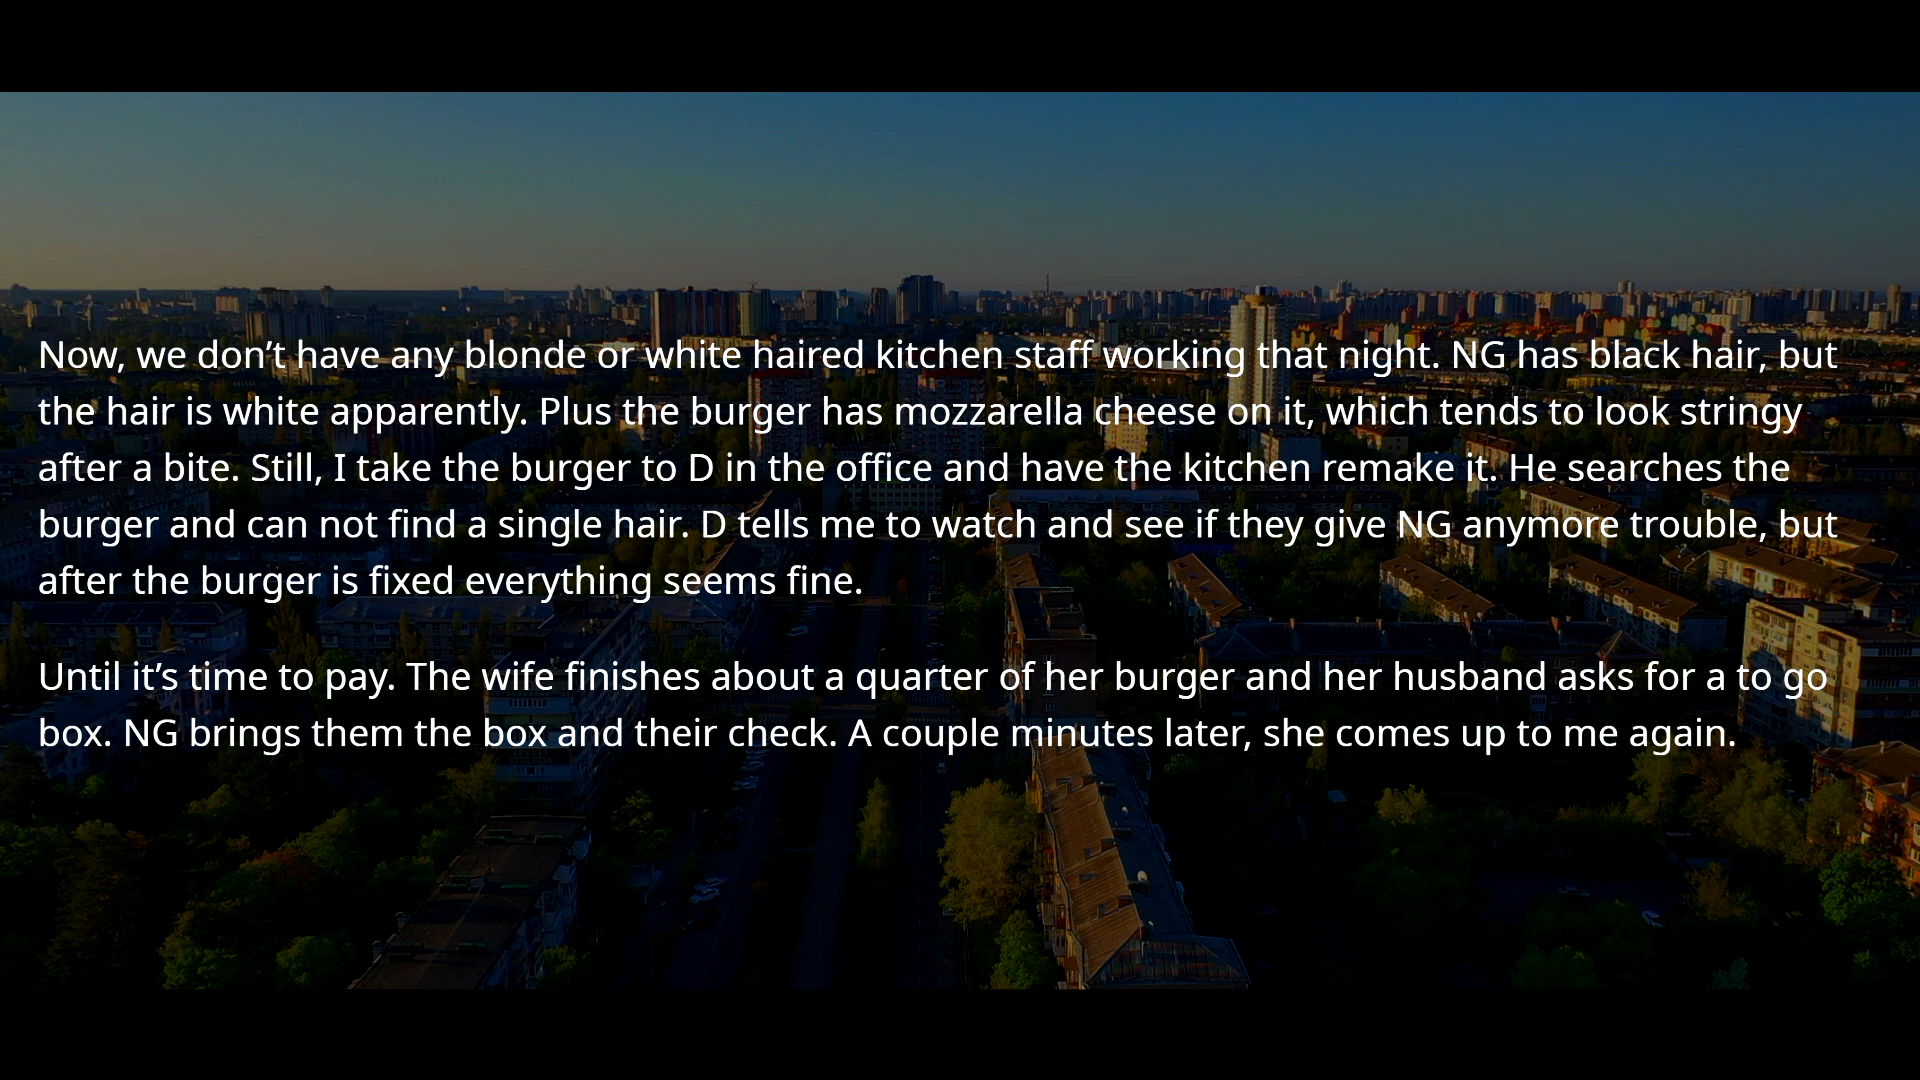 Now, we don’t have any blonde or white haired kitchen staff working that night. NG has black hair, but
the hair is white apparently. Plus the burger has mozzarella cheese on it, which tends to look stringy
after a bite. Still, I take the burger to D in the office and have the kitchen remake it. He searches the
burger and can not find a single hair. D tells me to watch and see if they give NG anymore trouble, but
after the burger is fixed everything seems fine.
Until it’s time to pay. The wife finishes about a quarter of her burger and her husband asks for a to go
box. NG brings them the box and their check. A couple minutes later, she comes up to me again.